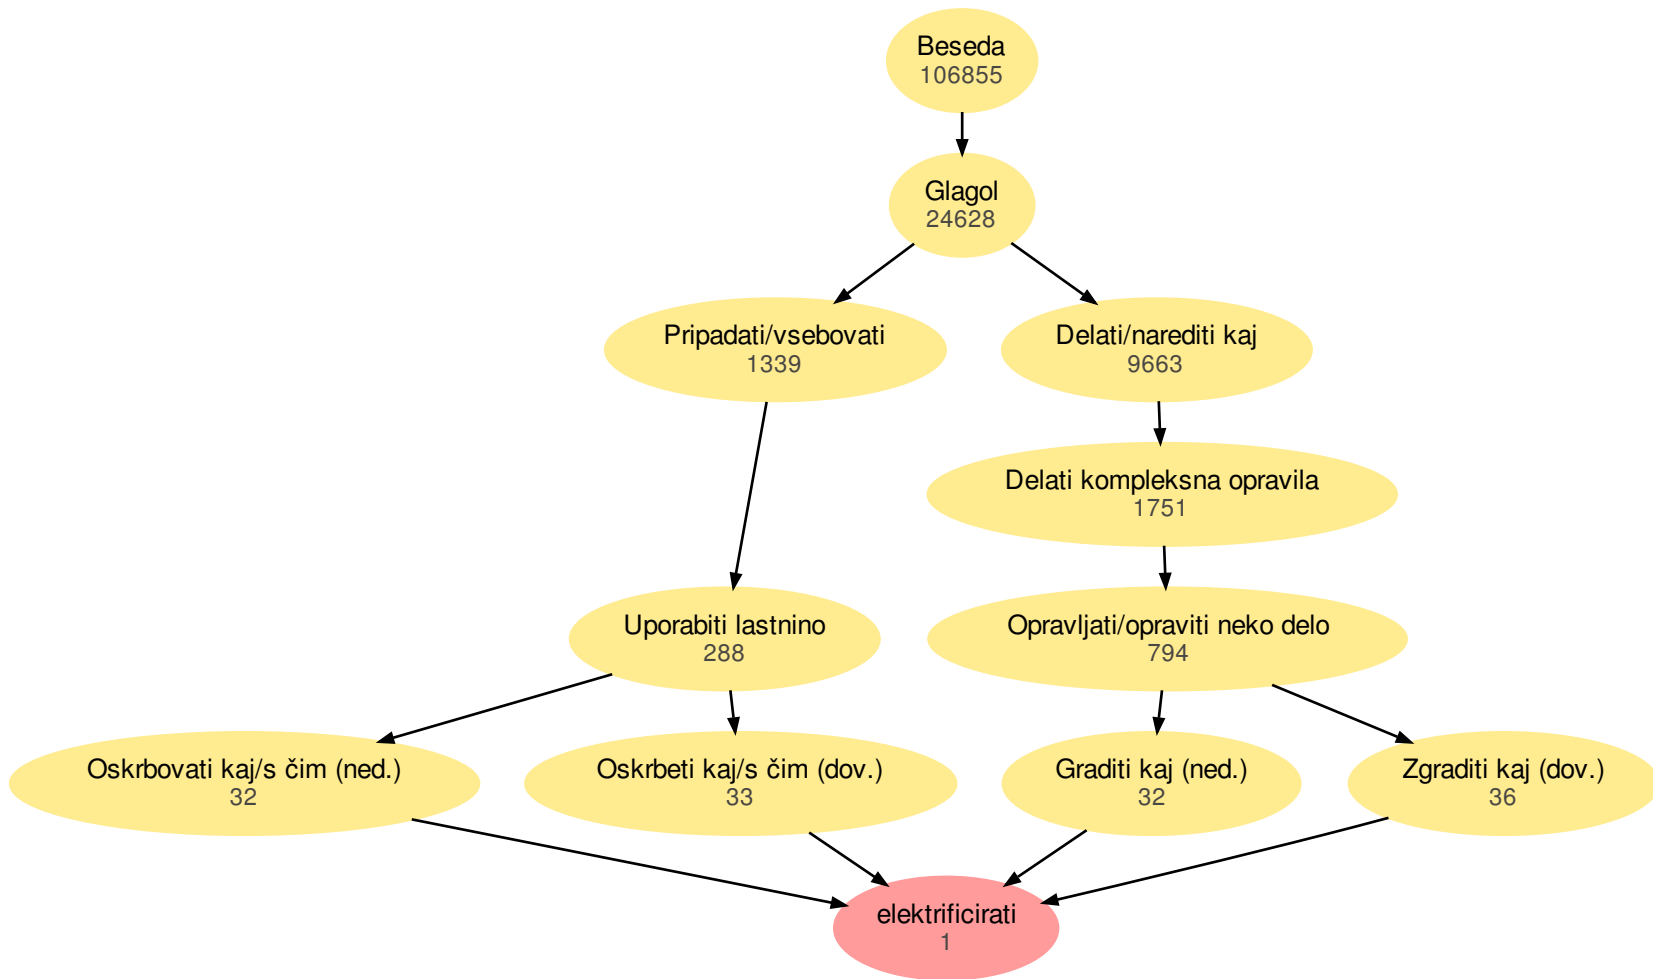 Beseda
106855
Glagol
24628
Pripadati/vsebovati
1339
Delati/narediti kaj
9663
Delati kompleksna opravila
1751
Uporabiti lastnino
288
Opravljati/opraviti neko delo
794
Oskrbovati kaj/s čim (ned.)
32
Oskrbeti kaj/s čim (dov.)
33
Graditi kaj (ned.)
32
Zgraditi kaj (dov.)
36
elektrificirati
1